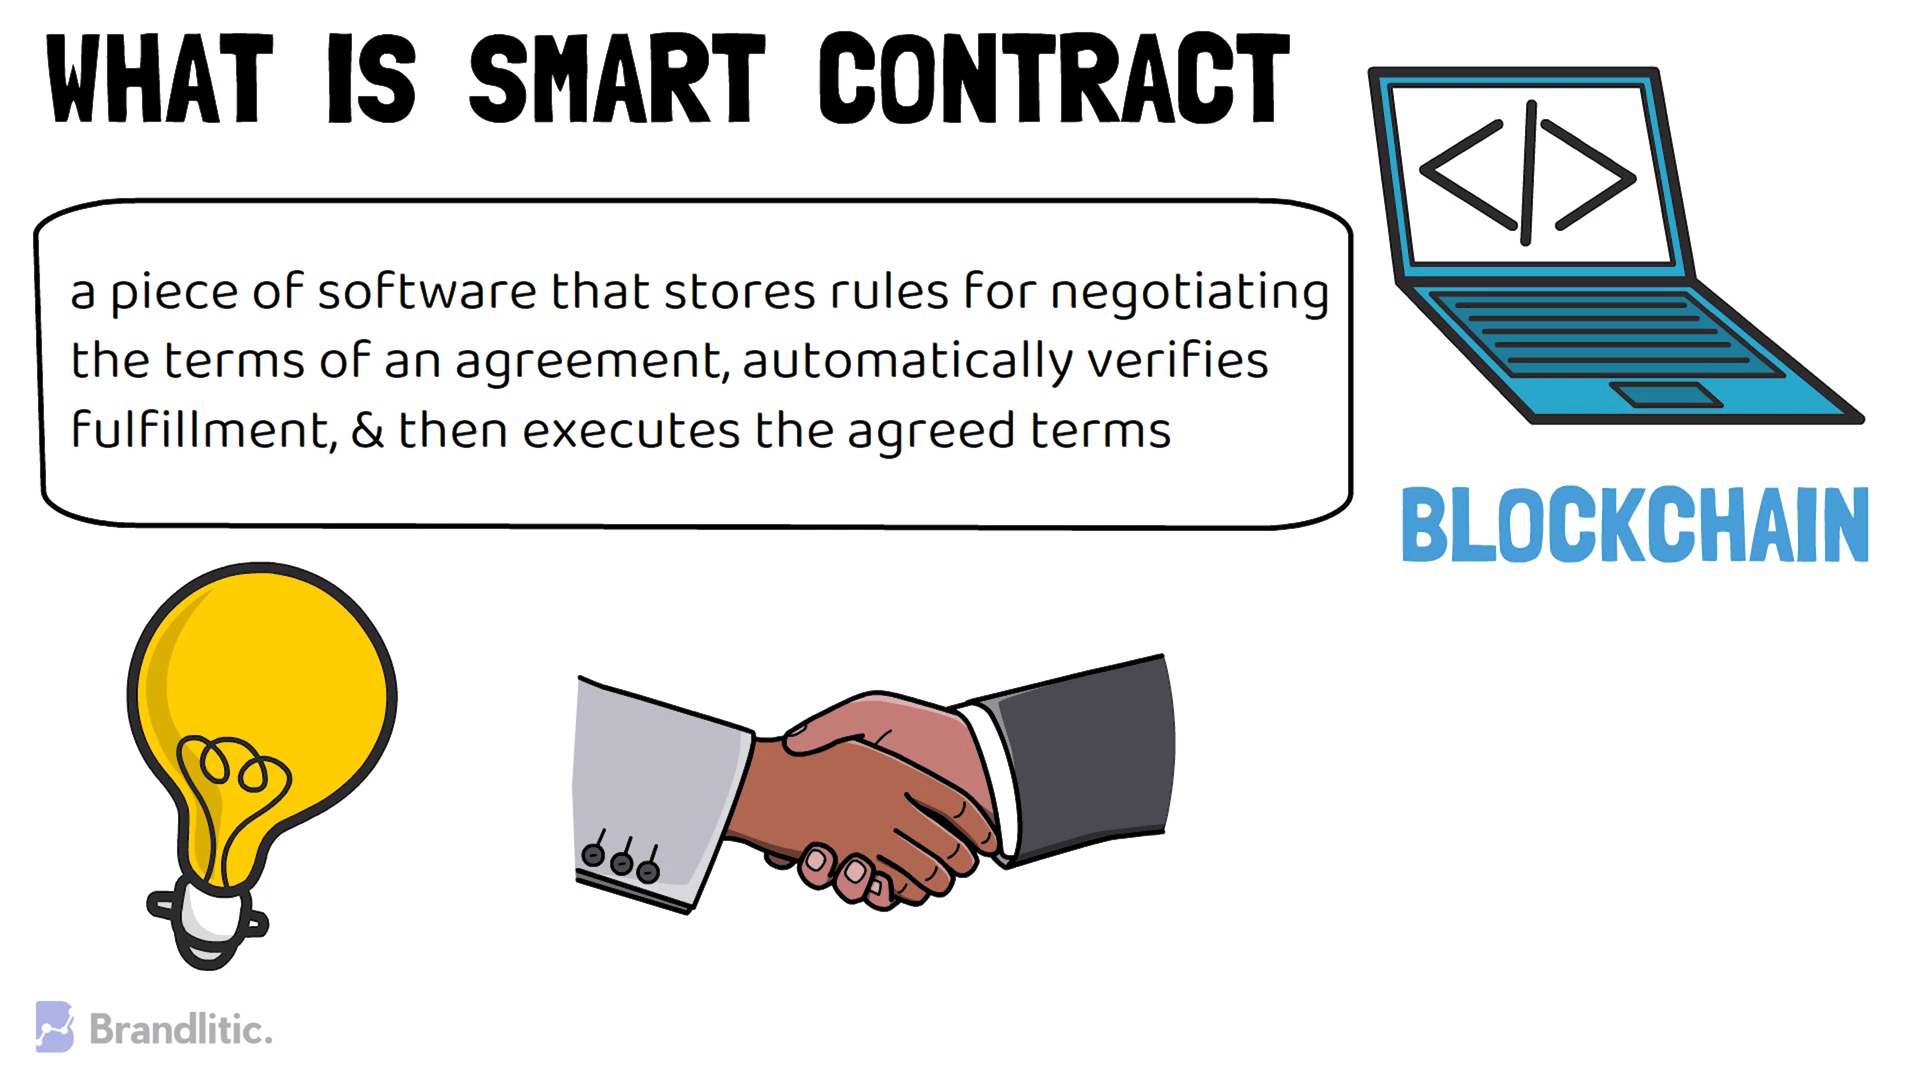 WHAT IS SMART CONTRACT
a piece of software that stores rules for negotiating
the terms of an agreement, automatically verifies
fulfillment, & then executes the agreed terms
</>
BLOCKCHAIN
Brandlitic.